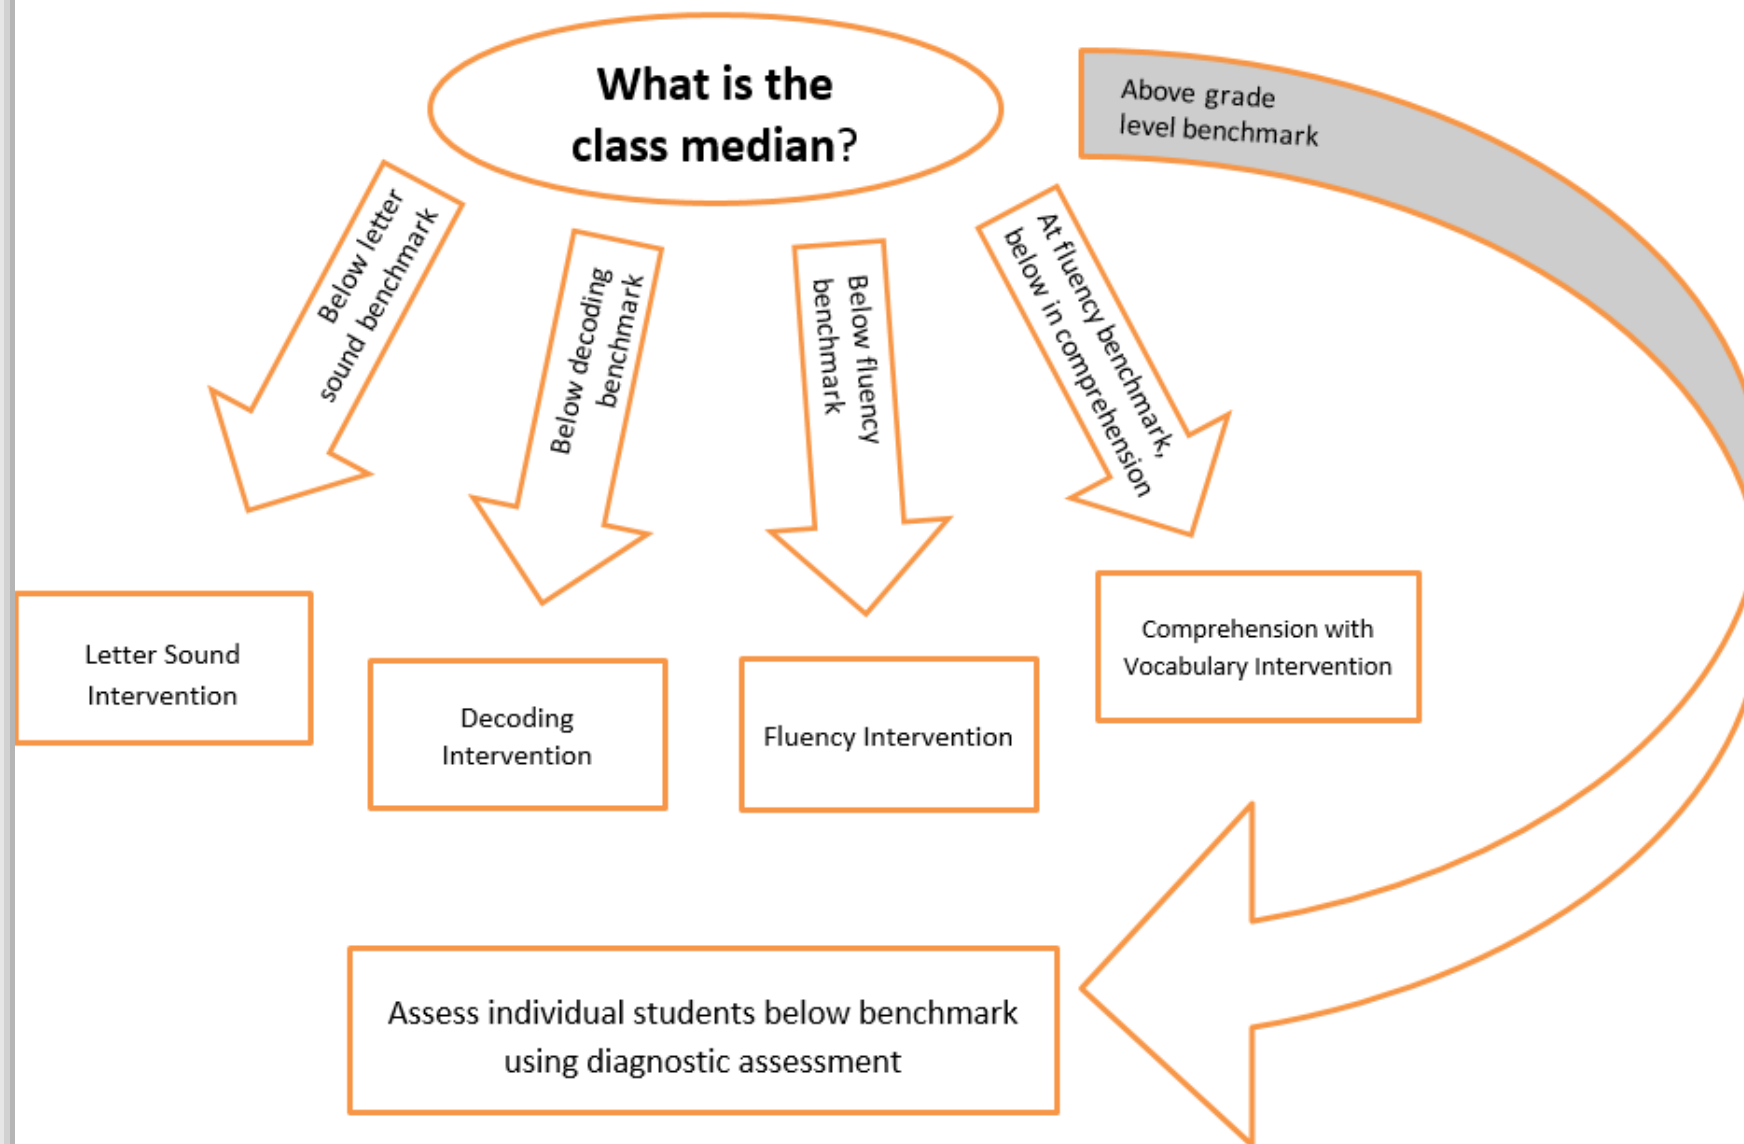 What is the
class median?
Above grade
level benchmark
Below letter
sound benchmark
Below decoding
benchmark
Below fluency
benchmark
At fluency benchmark,
below in comprehension
Letter Sound
Intervention
Decoding
Intervention
Fluency Intervention
Comprehension with
Vocabulary Intervention
Assess individual students below benchmark
using diagnostic assessment